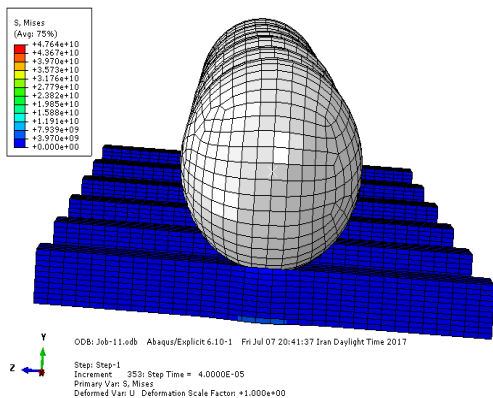 S, Mises
(Avg: 75%)
+4.764e+10
+4.367e+10
+3.970e+10
+3.573e+10
+3.176e+10
+2.779e+10
+2.382e+10
+1.985e+10
+1.588e+10
+1.191e+10
+7.939e+09
+3.970e+09
+0.000e+00
Y
Z
ODB: Job-11.odb Abaqus/Explicit 6.10-1 Fri Jul 07 20:41:37 Iran Daylight Time 2017
Step: Step-1
Increment 353: Step Time = 4.0000E-05
Primary Var: S, Mises
Deformed Var: U Deformation Scale Factor: +1.000e+00